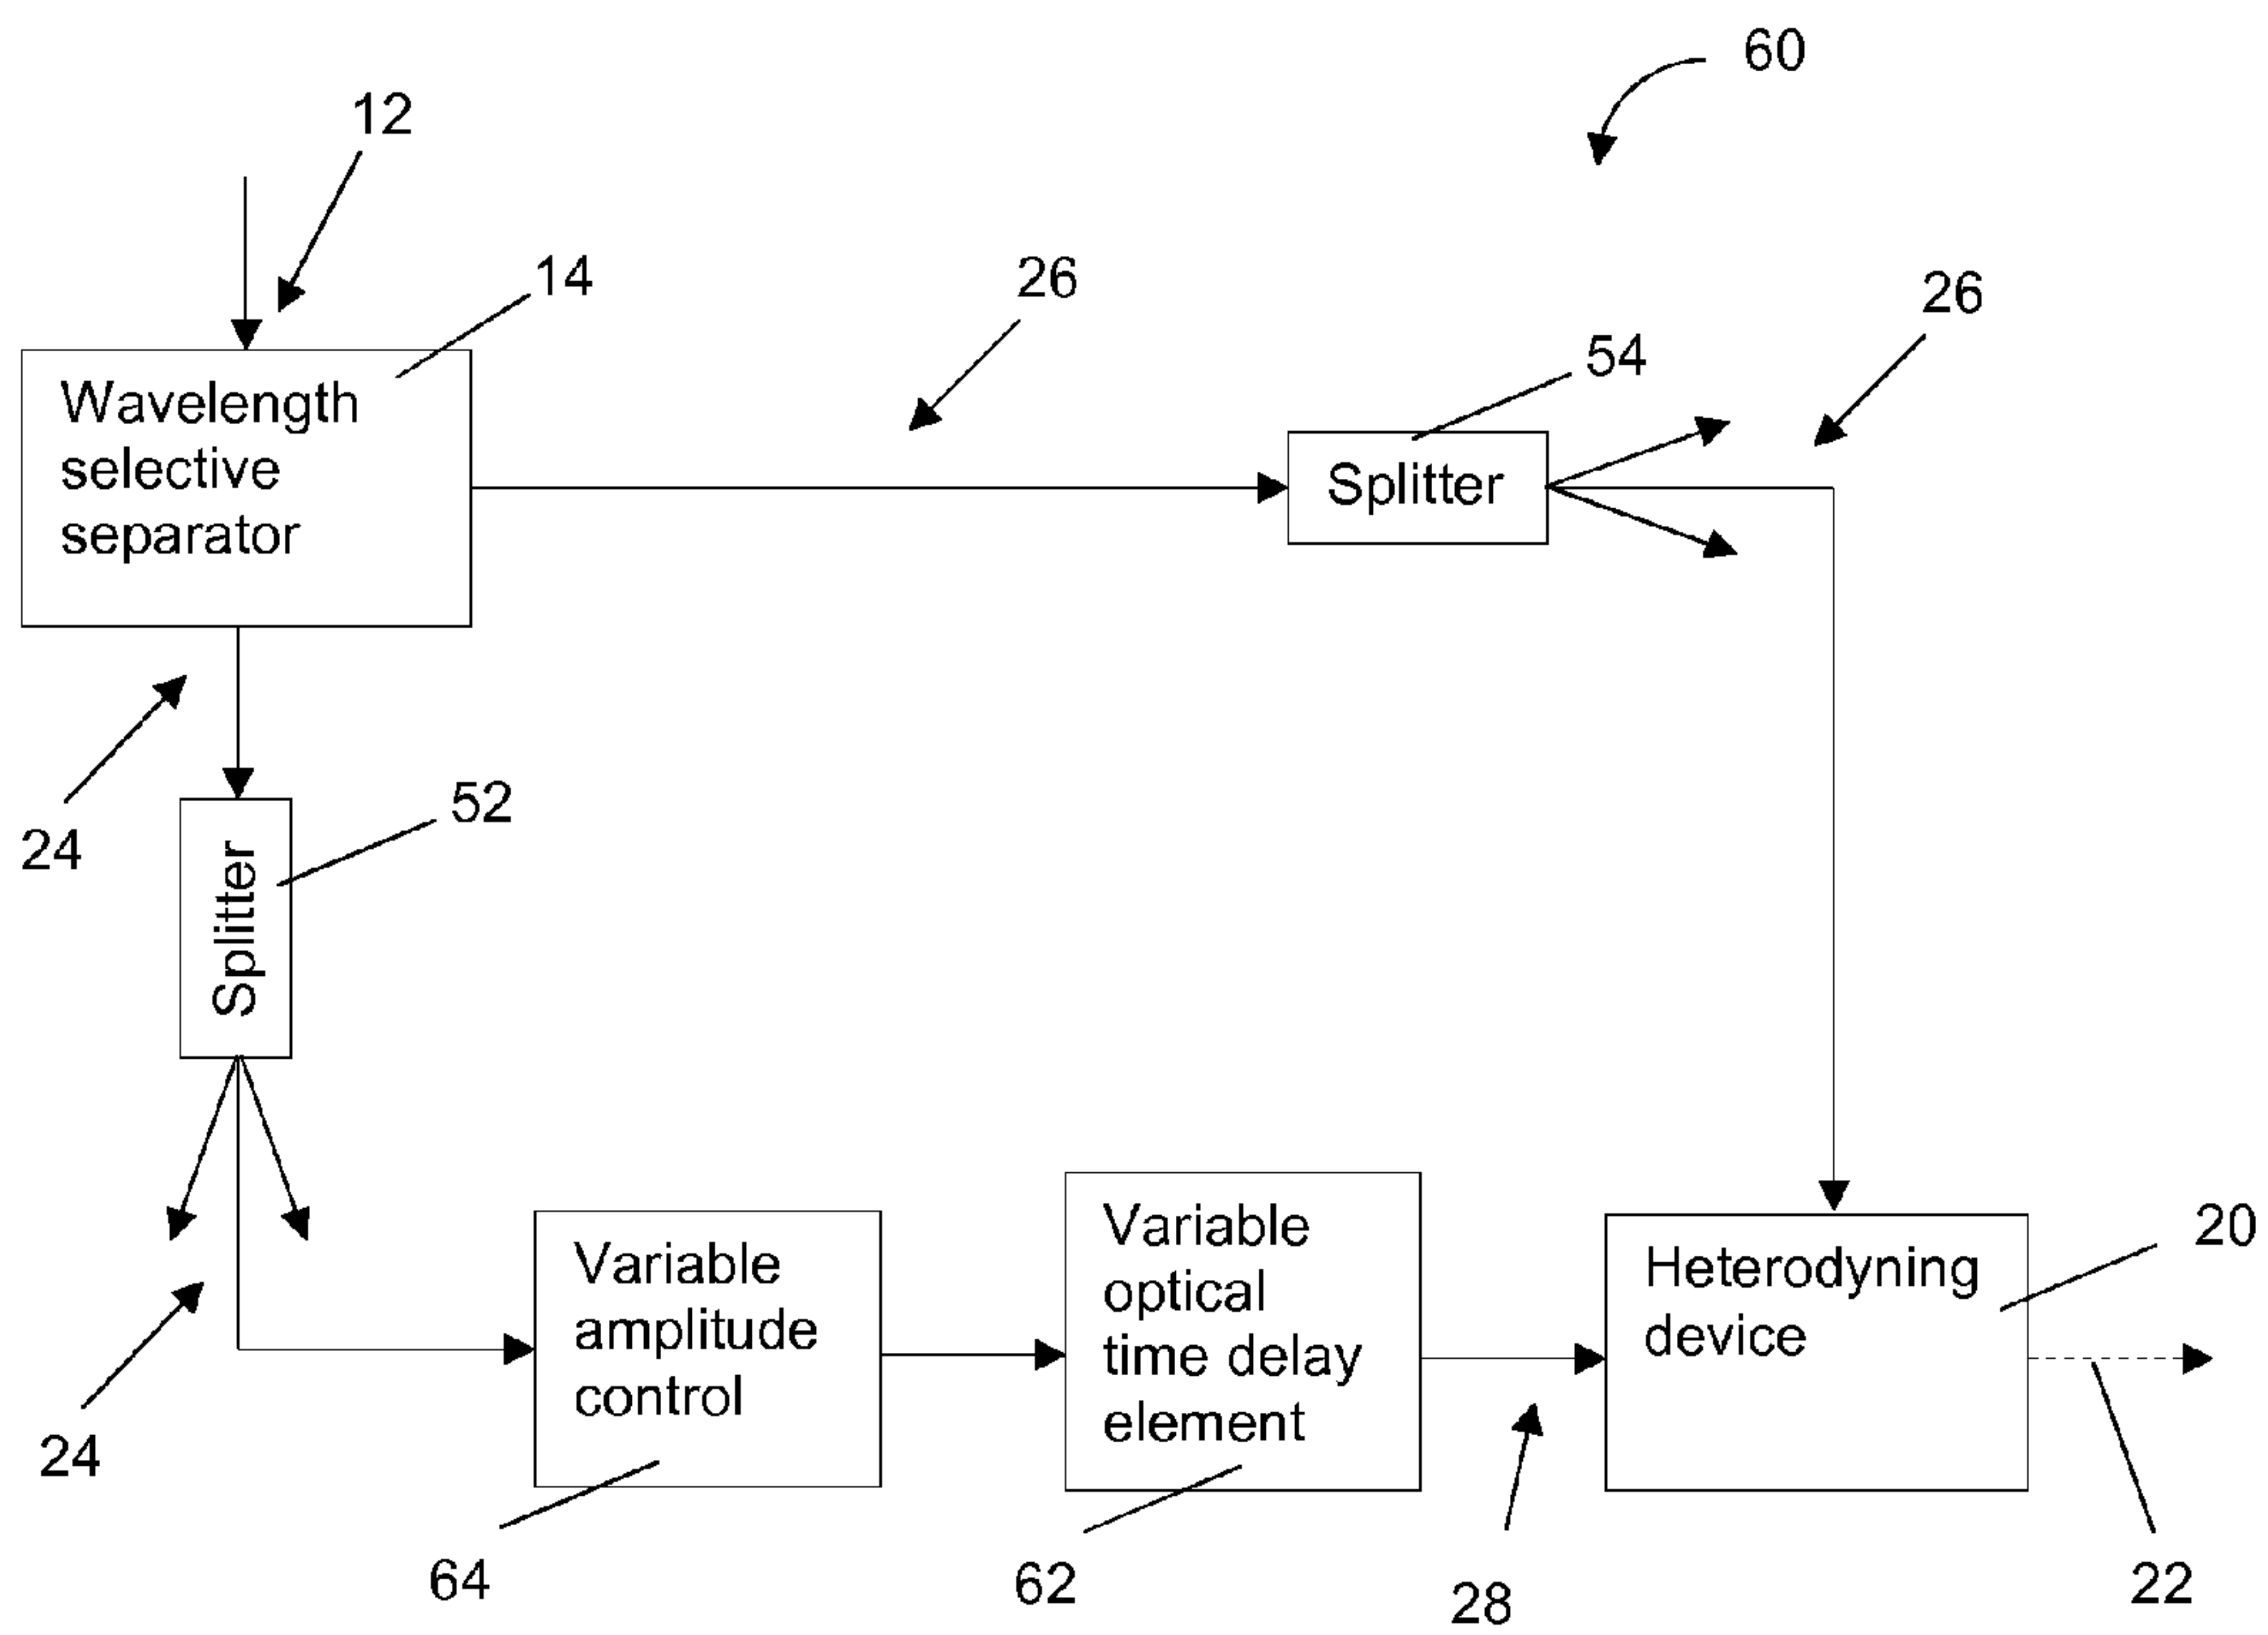 60
12
14
26
26
54
Wavelength
selective
separator
Splitter
24
52
Splitter
20
Variable
amplitude
control
Variable
optical
time delay
element
Heterodyning
device
24
64
62
28
22